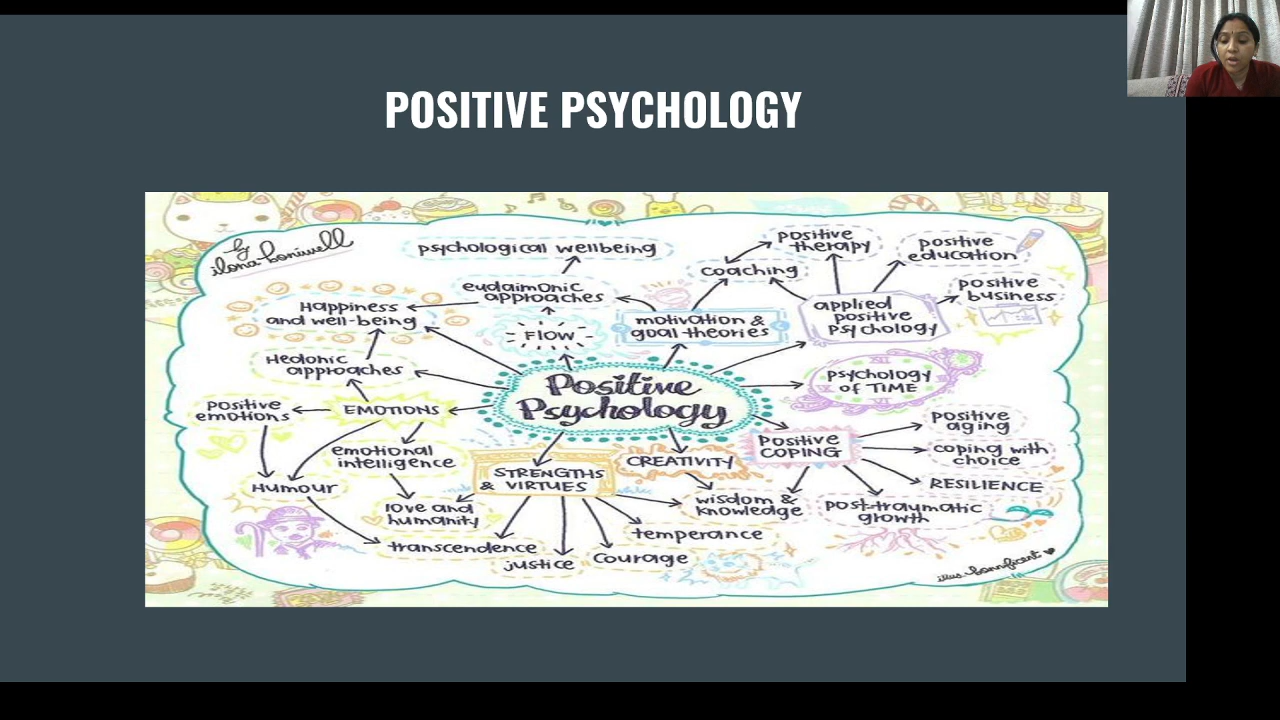 POSITIVE PSYCHOLOGY
by
ilona boniwell
psychological wellbeing
positive
therapy
positive
education
coaching
eudaimonic
approaches
positive
business
Happiness
and well-being
motivation &
goal theories
applied
positive
psychology
FLOW
Hedonic
approaches
Positive
Psychology
PSYCHOLOGY
OF TIME
XII
VI
positive
emotions
EMOTIONS
positive
aging
Positive
COPING
emotional
intelligence
coping with
choice
CREATIVITY
STRENGTHS
& VIRTUES
RESILIENCE
HUMOUR
love and
humanity
wisdom &
knowledge
post-traumatic
growth
temperance
transcendence
justice
Courage